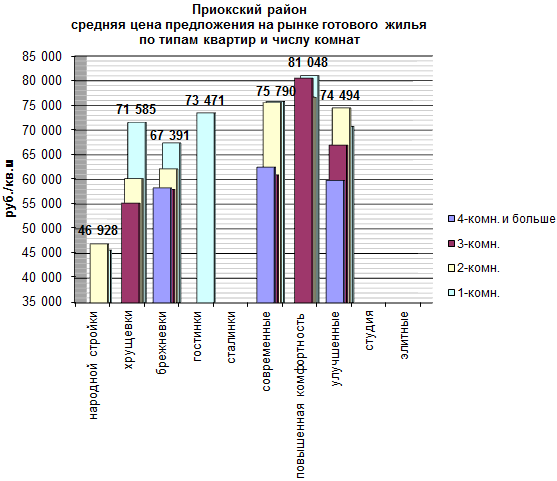 Приокский район
средняя цена предложения на рынке готового жилья
по типам квартир и числу комнат
руб./кв.м
85 000
80 000
75 000
70 000
65 000
60 000
55 000
50 000
45 000
40 000
35 000
46 928
71 585
67 391
73 471
75 790
81 048
74 494
народной стройки
хрущевки
брежневки
гостинки
сталинки
современные
повышенная комфортность
улучшенные
студия
элитные
4-комн. и больше
3-комн.
2-комн.
1-комн.